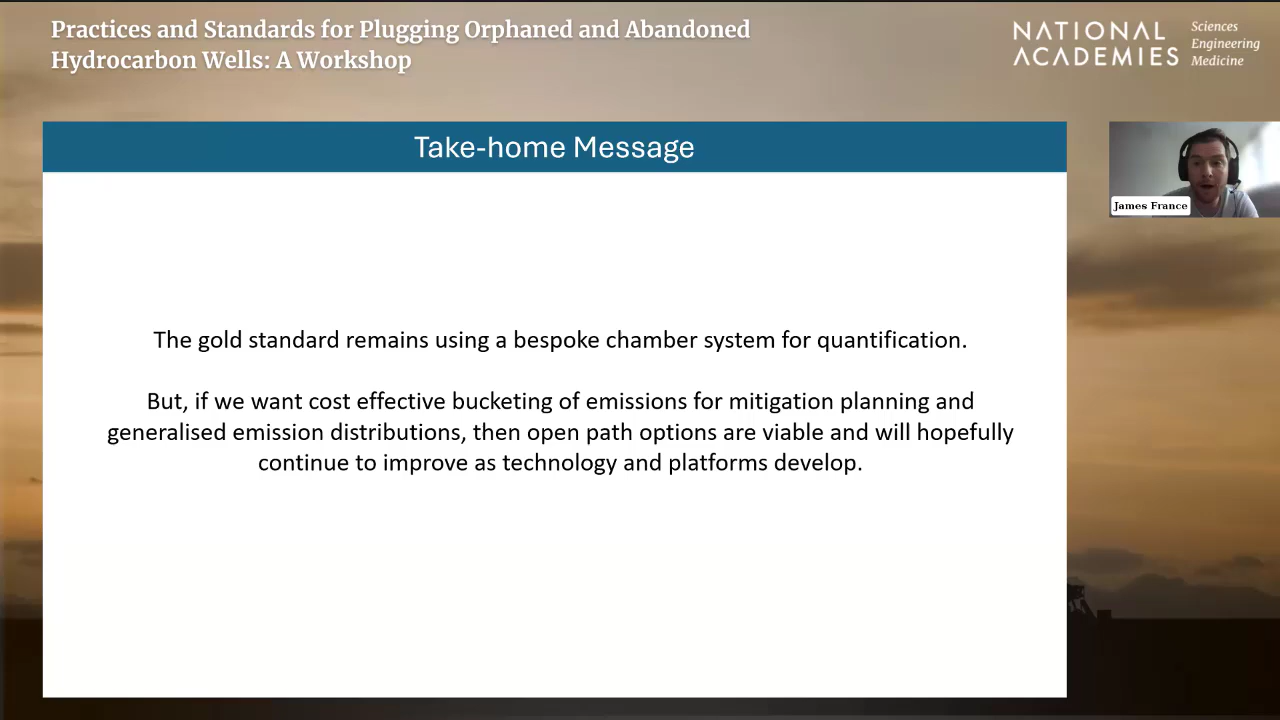 Practices and Standards for Plugging Orphaned and Abandoned
Hydrocarbon Wells: A Workshop
NATIONAL
ACADEMIES
Sciences
Engineering
Medicine
Take-home Message
James France
The gold standard remains using a bespoke chamber system for quantification.
But, if we want cost effective bucketing of emissions for mitigation planning and
generalised emission distributions, then open path options are viable and will hopefully
continue to improve as technology and platforms develop.